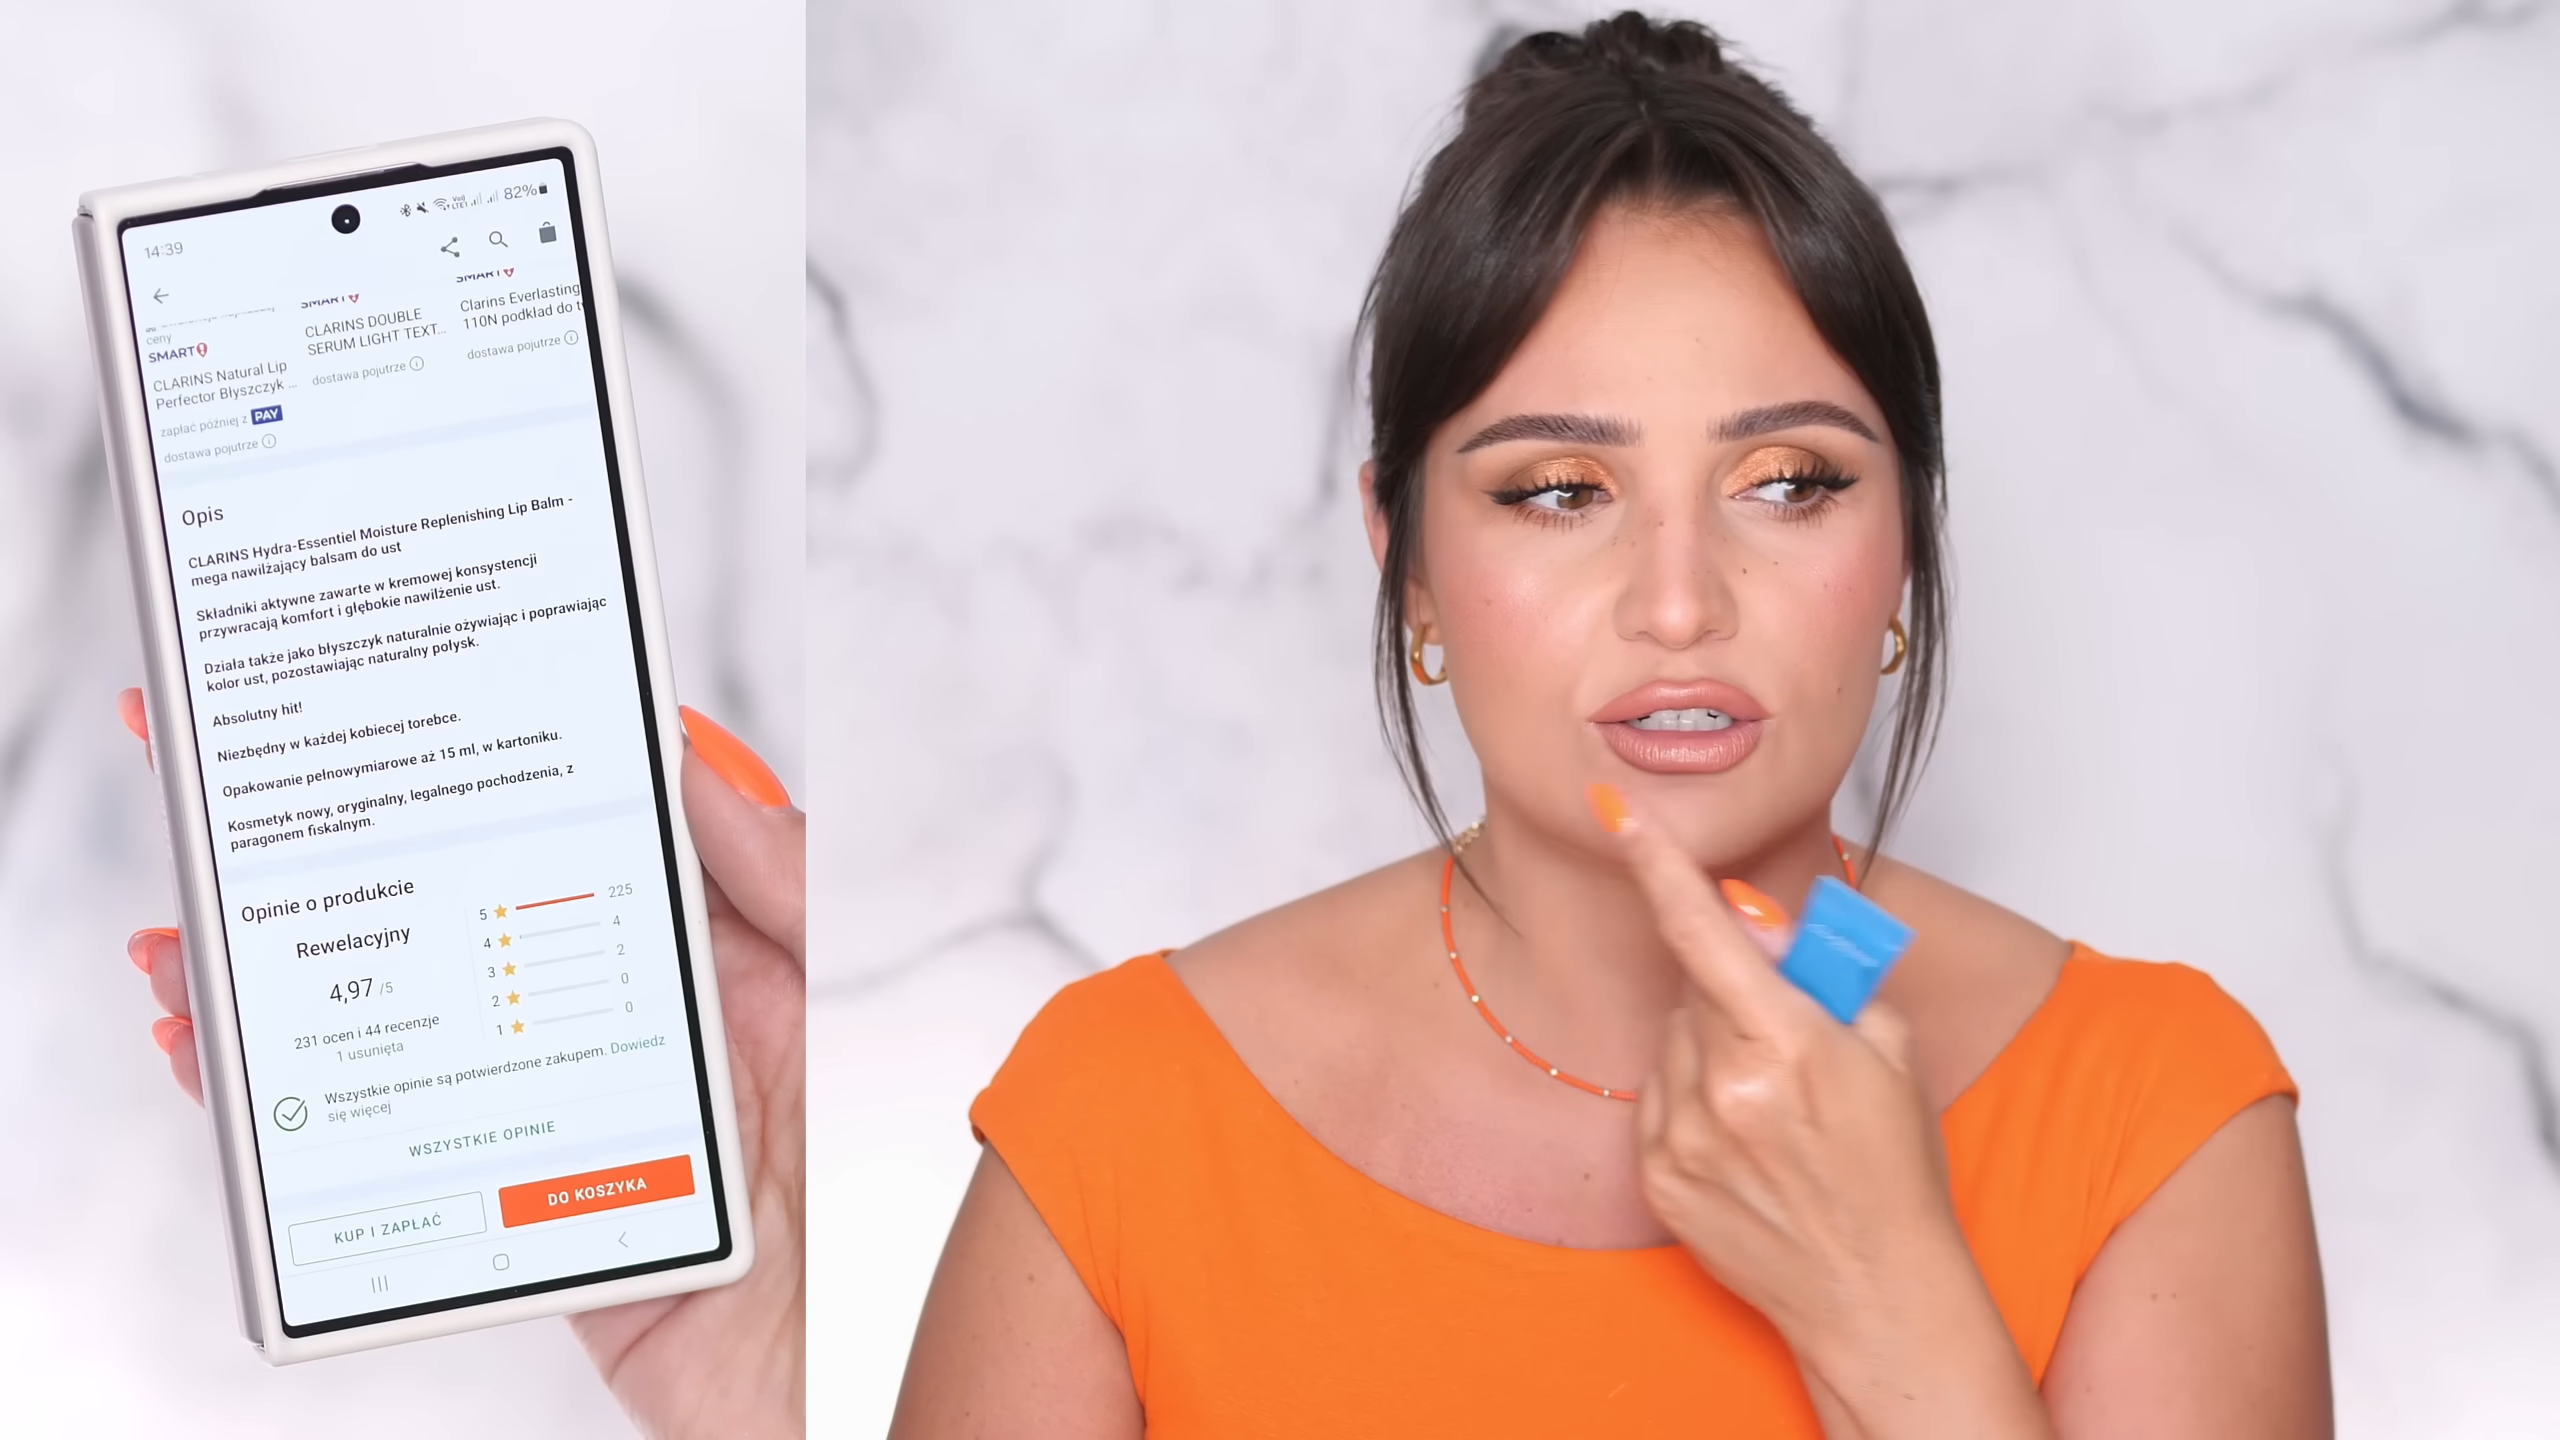 14:39
82%
ceny
SMART
CLARINS Natural Lip
Perfector Błyszczyk ...
zapłać później z PAY
dostawa pojutrze
SMART
CLARINS DOUBLE
SERUM LIGHT TEXT...
dostawa pojutrze
SMART
Clarins Everlasting
110N podkład do
dostawa pojutrze
Opis
CLARINS Hydra-Essentiel Moisture Replenishing Lip Balm -
mega nawilżający balsam do ust
Składniki aktywne zawarte w kremowej konsystencji
przywracają komfort i głębokie nawilżenie ust.
Działa także jako błyszczyk naturalnie ożywiając i poprawiając
kolor ust, pozostawiając naturalny połysk.
Absolutny hit!
Niezbędny w każdej kobiecej torebce.
Opakowanie pełnowymiarowe aż 15 ml, w kartoniku.
Kosmetyk nowy, oryginalny, legalnego pochodzenia, z
paragonem fiskalnym.
Opinie o produkcie
Rewelacyjny
4,97 /5
231 ocen i 44 recenzje
1 usunięta
5 225
4 4
3 2
2 0
1 0
Wszystkie opinie są potwierdzone zakupem. Dowiedz
się więcej
WSZYSTKIE OPINIE
KUP I ZAPŁAĆ
DO KOSZYKA